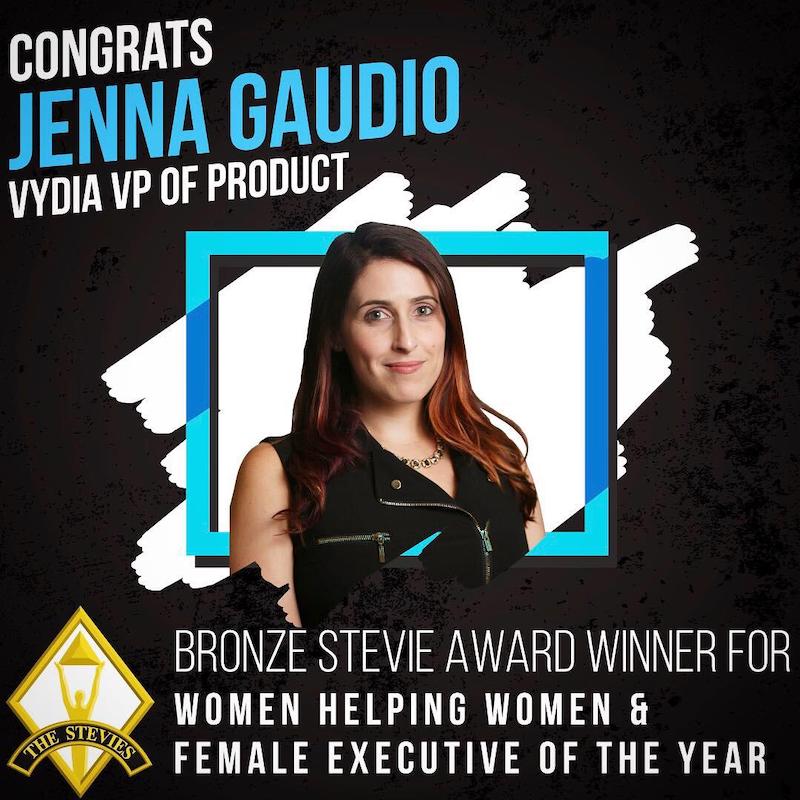 CONGRATS
JENNA GAUDIO
VYDIA VP OF PRODUCT
BRONZE STEVIE AWARD WINNER FOR
WOMEN HELPING WOMEN &
FEMALE EXECUTIVE OF THE YEAR
THE STEVIES